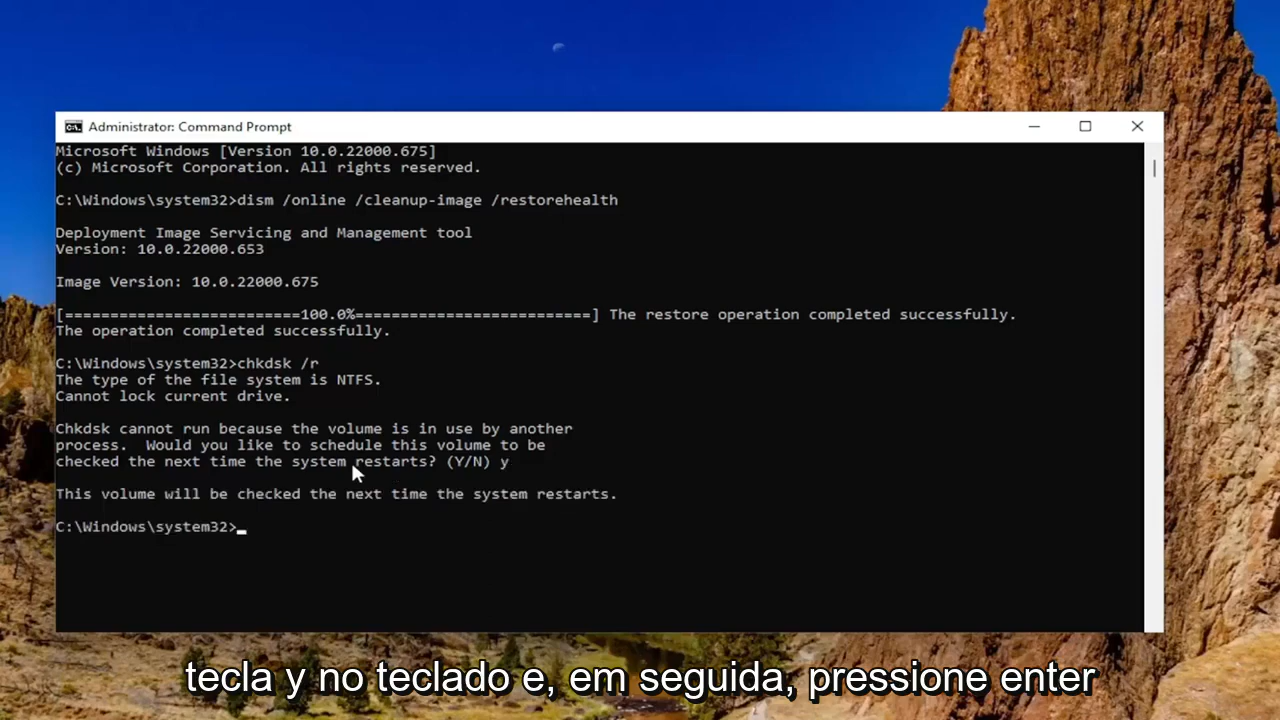 Administrator: Command Prompt
Microsoft Windows [Version 10.0.22000.675]
(c) Microsoft Corporation. All rights reserved.
C:\Windows\system32>dism /online /cleanup-image /restorehealth
Deployment Image Servicing and Management tool
Version: 10.0.22000.653
Image Version: 10.0.22000.675
[==========================100.0%==========================] The restore operation completed successfully.
The operation completed successfully.
C:\Windows\system32>chkdsk /r
The type of the file system is NTFS.
Cannot lock current drive.
Chkdsk cannot run because the volume is in use by another
process.  Would you like to schedule this volume to be
checked the next time the system restarts? (Y/N) y
This volume will be checked the next time the system restarts.
C:\Windows\system32>
tecla y no teclado e, em seguida, pressione enter